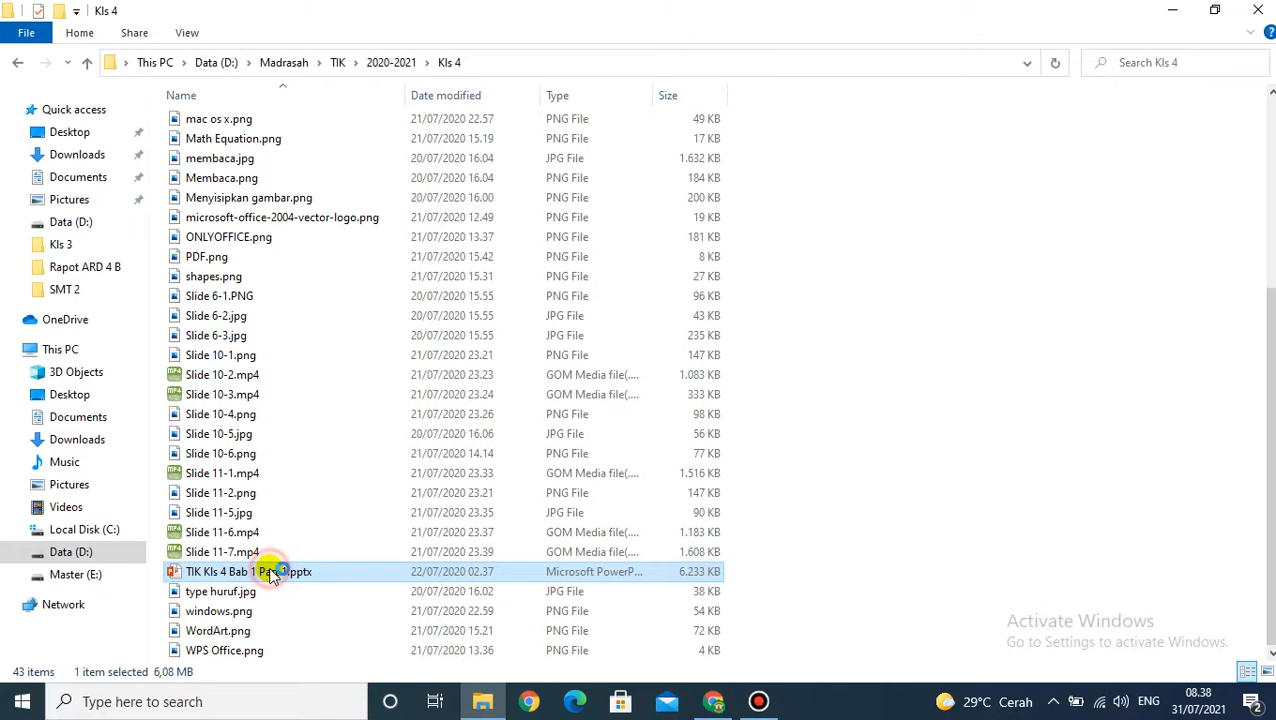 Kls 4
File Home Share View
This PC Data (D:) Madrasah TIK 2020-2021 Kls 4 Search Kls 4
Name Date modified Type Size
Quick access
Desktop
Downloads
Documents
Pictures
Data (D:)
Kls 3
Rapot ARD 4 B
SMT 2
OneDrive
This PC
3D Objects
Desktop
Documents
Downloads
Music
Pictures
Videos
Local Disk (C:)
Data (D:)
Master (E:)
Network
mac os x.png 21/07/2020 22.57 PNG File 49 KB
Math Equation.png 21/07/2020 15.19 PNG File 17 KB
membaca.jpg 20/07/2020 16.04 JPG File 1.632 KB
Membaca.png 20/07/2020 16.04 PNG File 184 KB
Menyisipkan gambar.png 20/07/2020 16.00 PNG File 200 KB
microsoft-office-2004-vector-logo.png 21/07/2020 12.49 PNG File 19 KB
ONLYOFFICE.png 21/07/2020 13.37 PNG File 181 KB
PDF.png 21/07/2020 15.42 PNG File 8 KB
shapes.png 21/07/2020 15.31 PNG File 27 KB
Slide 6-1.PNG 20/07/2020 15.55 PNG File 96 KB
Slide 6-2.jpg 20/07/2020 15.55 JPG File 43 KB
Slide 6-3.jpg 20/07/2020 15.55 JPG File 235 KB
Slide 10-1.png 21/07/2020 23.21 PNG File 147 KB
Slide 10-2.mp4 21/07/2020 23.23 GOM Media file(.... 1.083 KB
Slide 10-3.mp4 21/07/2020 23.24 GOM Media file(.... 333 KB
Slide 10-4.png 21/07/2020 23.26 PNG File 98 KB
Slide 10-5.jpg 20/07/2020 16.06 JPG File 56 KB
Slide 10-6.png 21/07/2020 14.14 PNG File 77 KB
Slide 11-1.mp4 21/07/2020 23.33 GOM Media file(.... 1.516 KB
Slide 11-2.png 21/07/2020 23.21 PNG File 147 KB
Slide 11-5.jpg 21/07/2020 23.35 JPG File 90 KB
Slide 11-6.mp4 21/07/2020 23.37 GOM Media file(.... 1.183 KB
Slide 11-7.mp4 21/07/2020 23.39 GOM Media file(.... 1.608 KB
TIK Kls 4 Bab 1 .pptx 22/07/2020 02.37 Microsoft PowerP... 6.233 KB
type huruf.jpg 20/07/2020 16.02 JPG File 38 KB
windows.png 21/07/2020 22.59 PNG File 54 KB
WordArt.png 21/07/2020 15.21 PNG File 72 KB
WPS Office.png 21/07/2020 13.36 PNG File 4 KB
Activate Windows
Go to Settings to activate Windows.
43 items 1 item selected 6,08 MB
Type here to search
29°C Cerah
ENG
08.38
31/07/2021
2